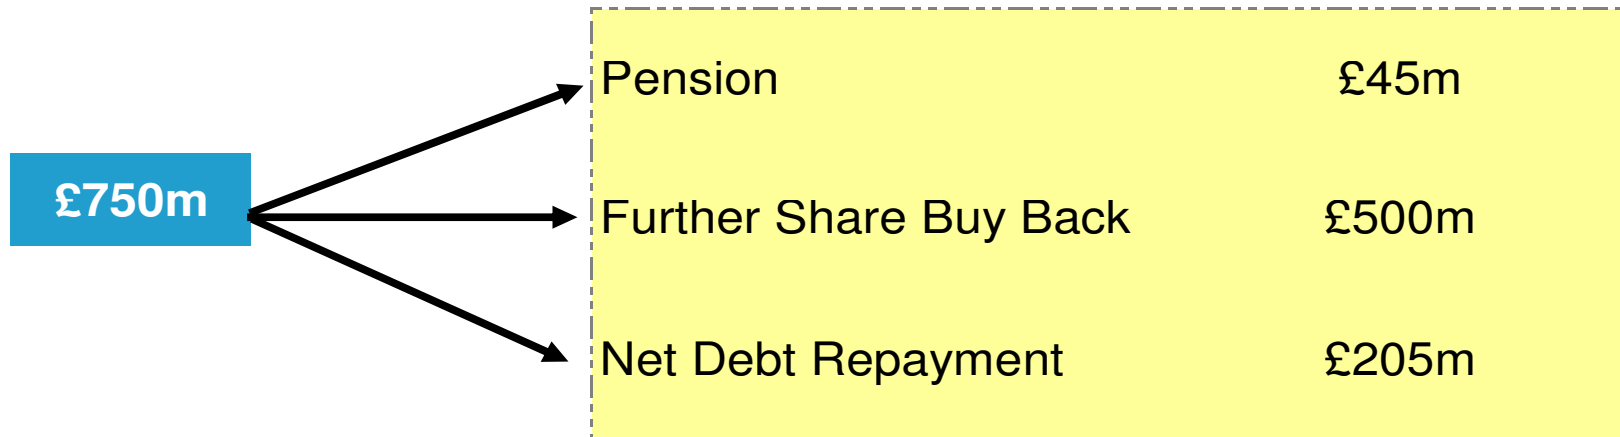 Pension £45m
£750m
Further Share Buy Back £500m
Net Debt Repayment £205m